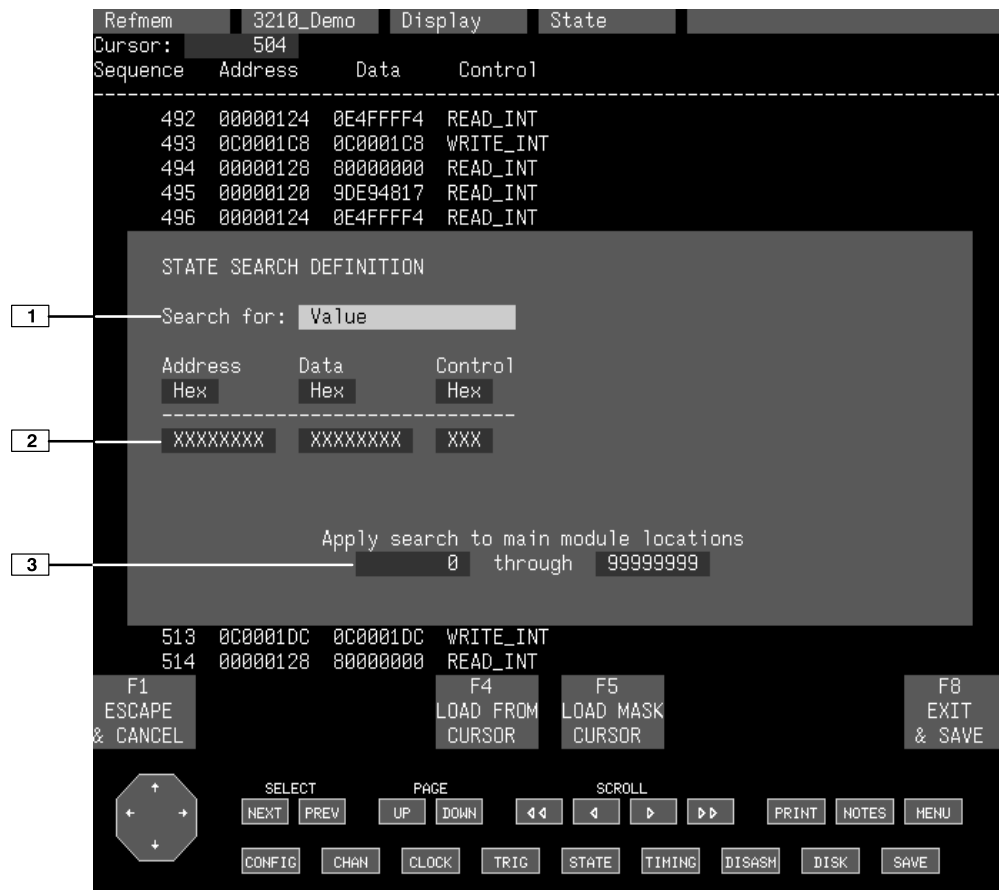 Refmem 3210_Demo Display State
Cursor: 504
Sequence Address Data Control
492 00000124 0E4FFFF4 READ_INT
493 0C0001C8 0C0001C8 WRITE_INT
494 00000128 80000000 READ_INT
495 00000120 9DE94817 READ_INT
496 00000124 0E4FFFF4 READ_INT
STATE SEARCH DEFINITION
1
Search for: Value
Address Data Control
Hex Hex Hex
2
XXXXXXXX XXXXXXXX XXX
Apply search to main module locations
3
0 through 99999999
513 0C0001DC 0C0001DC WRITE_INT
514 00000128 80000000 READ_INT
F1 F4 F5 F8
ESCAPE LOAD FROM LOAD MASK EXIT
& CANCEL CURSOR CURSOR & SAVE
SELECT PAGE SCROLL
NEXT PREV UP DOWN PRINT NOTES MENU
CONFIG CHAN CLOCK TRIG STATE TIMING DISASM DISK SAVE